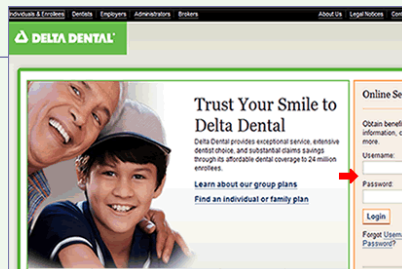 Individuals & Enrollees Dentists Employers Administrators Brokers About Us Legal Notices
DELTA DENTAL
Trust Your Smile to
Delta Dental
Delta Dental provides exceptional service, extensive
dentist choice, and substantial claims savings
through its affordable dental coverage to 24 million
enrollees.
Learn about our group plans
Find an individual or family plan
Online Se
Obtain benefi
information, c
more.
Username:
Password:
Login
Forgot Usern
Password?